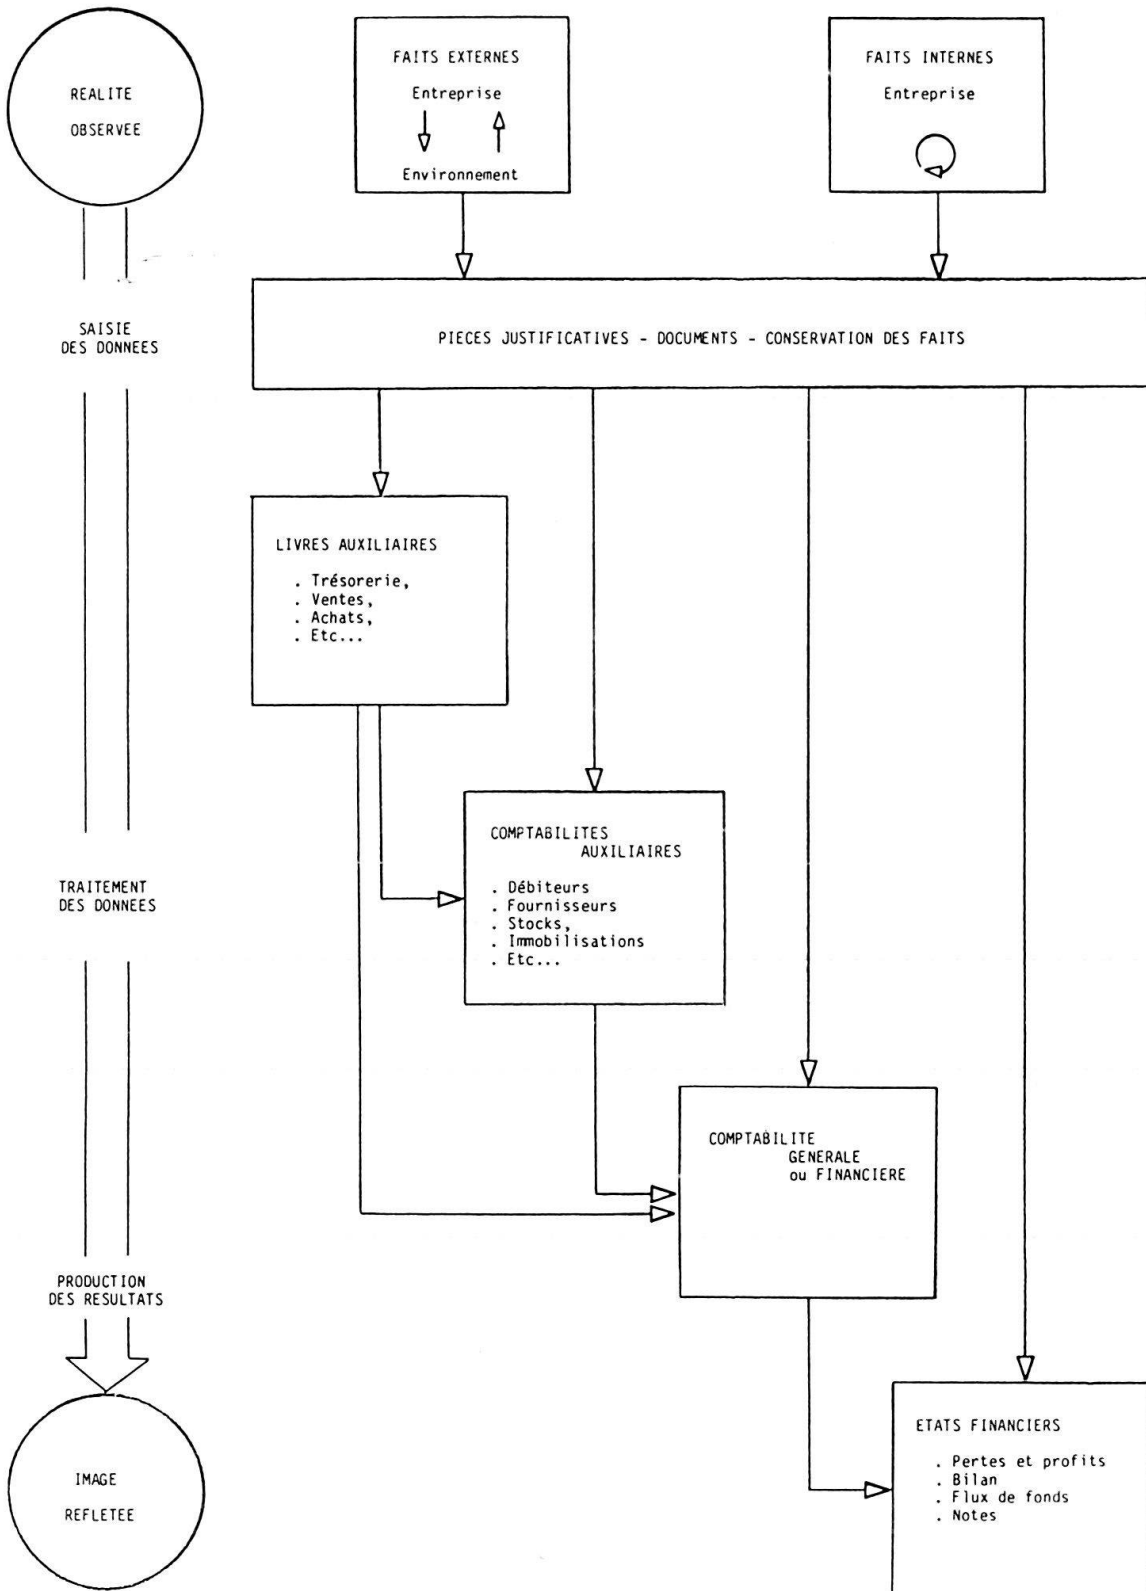 REALITE
OBSERVEE
FAITS EXTERNES
Entreprise
Environnement
FAITS INTERNES
Entreprise
SAISIE
DES DONNEES
PIECES JUSTIFICATIVES - DOCUMENTS - CONSERVATION DES FAITS
LIVRES AUXILIAIRES
. Trésorerie,
. Ventes,
. Achats,
. Etc...
TRAITEMENT
DES DONNEES
COMPTABILITES
AUXILIAIRES
. Débiteurs
. Fournisseurs
. Stocks,
. Immobilisations
. Etc...
COMPTABILITE
GENERALE
ou FINANCIERE
PRODUCTION
DES RESULTATS
IMAGE
REFLETEE
ETATS FINANCIERS
. Pertes et profits
. Bilan
. Flux de fonds
. Notes